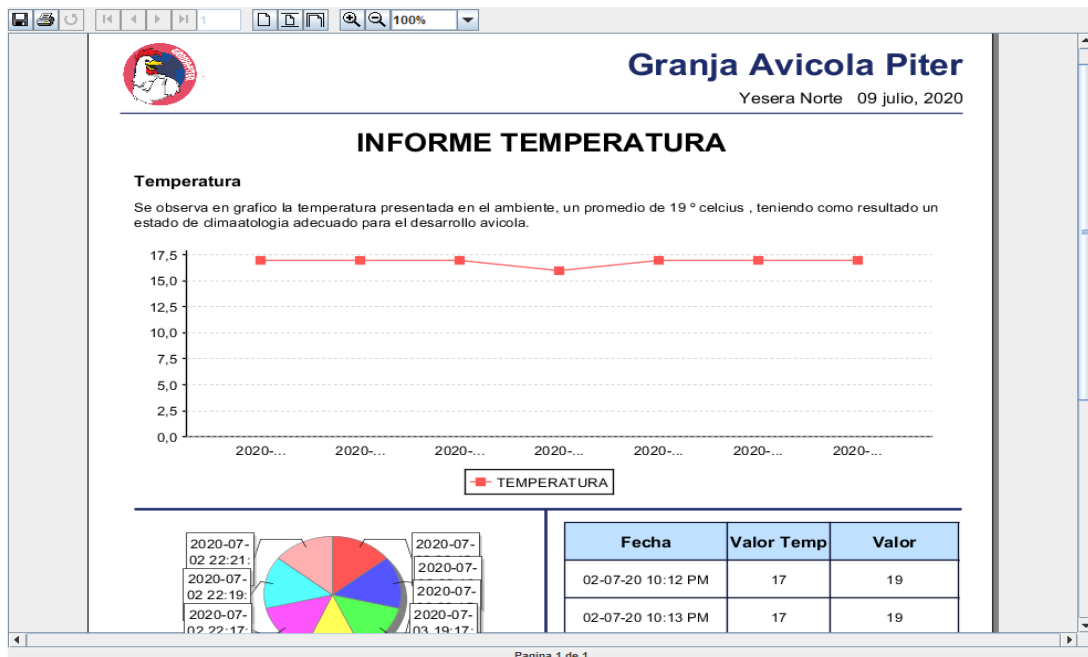 1
100%
Granja Avicola Piter
Yesera Norte 09 julio, 2020
INFORME TEMPERATURA
Temperatura
Se observa en grafico la temperatura presentada en el ambiente, un promedio de 19 º celcius , teniendo como resultado un
estado de climaatologia adecuado para el desarrollo avicola.
17,5
15,0
12,5
10,0
7,5
5,0
2,5
0,0
2020-... 2020-... 2020-... 2020-... 2020-... 2020-... 2020-...
TEMPERATURA
2020-07-
02 22:21:
2020-07-
02 22:19:
2020-07-
02 22:17:
2020-07-
2020-07-
2020-07-
2020-07-
03 19:17:
Fecha Valor Temp Valor
02-07-20 10:12 PM 17 19
02-07-20 10:13 PM 17 19
Pagina 1 de 1